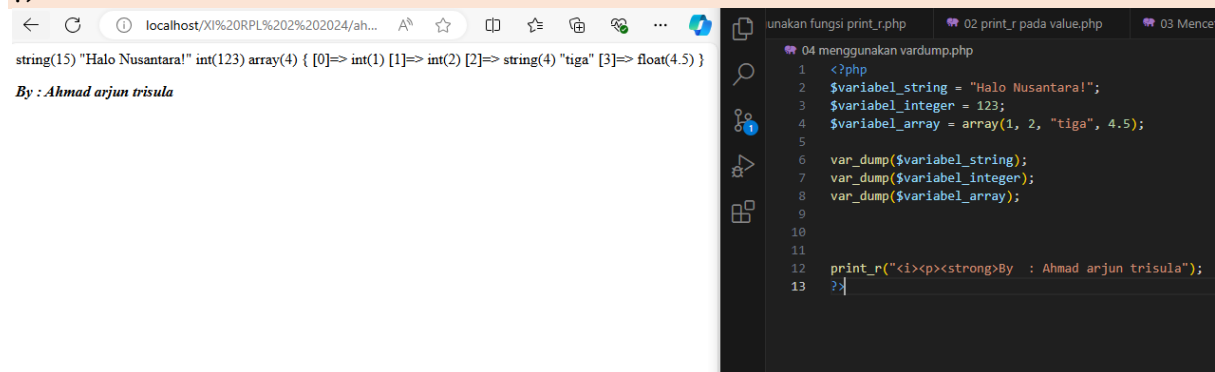 localhost/XI%20RPL%202%202024/ah...
string(15) "Halo Nusantara!" int(123) array(4) { [0]=> int(1) [1]=> int(2) [2]=> string(4) "tiga" [3]=> float(4.5) }
By : Ahmad arjun trisula
unakan fungsi print_r.php 02 print_r pada value.php 03 Mencet
04 menggunakan vardump.php
1 <?php
2 $variabel_string = "Halo Nusantara!";
3 $variabel_integer = 123;
4 $variabel_array = array(1, 2, "tiga", 4.5);
5
6 var_dump($variabel_string);
7 var_dump($variabel_integer);
8 var_dump($variabel_array);
9
10
11
12 print_r("<i><p><strong>By  : Ahmad arjun trisula");
13 ?>
1